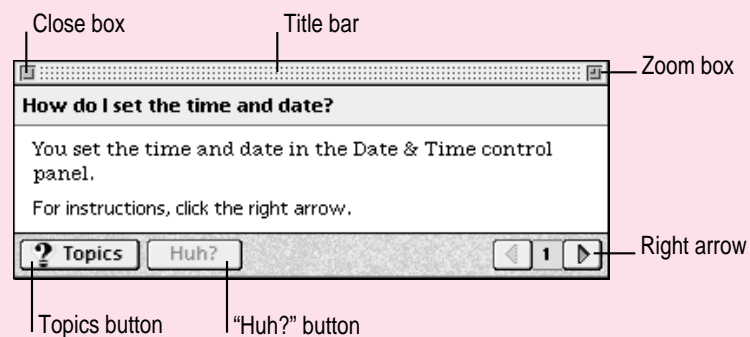 Close box
Title bar
Zoom box
How do I set the time and date?
You set the time and date in the Date & Time control
panel.
For instructions, click the right arrow.
? Topics
Huh?
1
Right arrow
Topics button
“Huh?” button